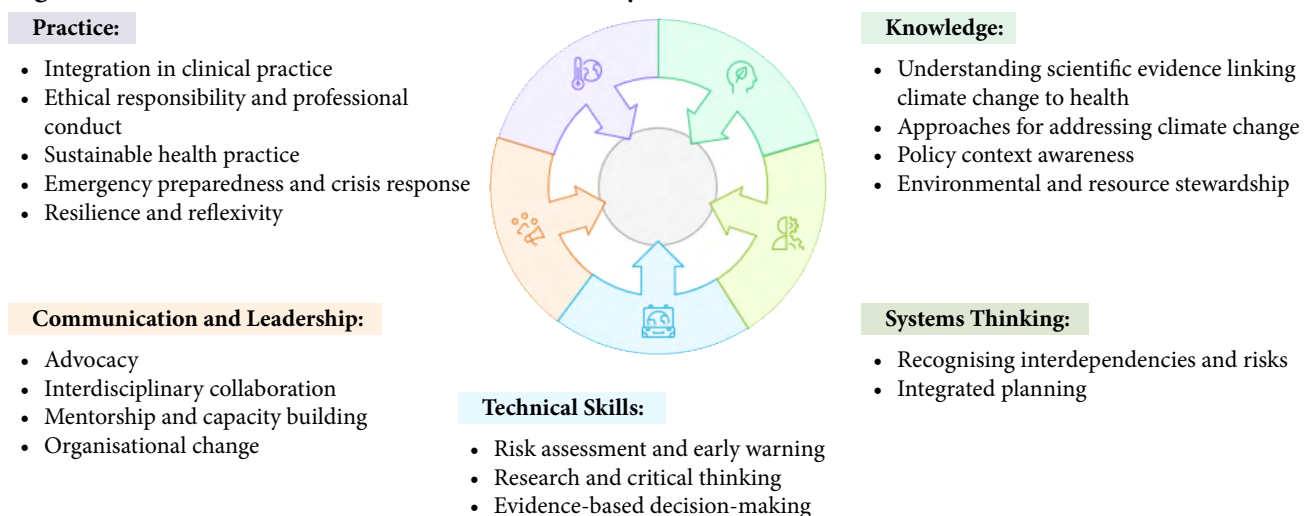 Practice:
• Integration in clinical practice
• Ethical responsibility and professional
conduct
• Sustainable health practice
• Emergency preparedness and crisis response
• Resilience and reflexivity
Knowledge:
• Understanding scientific evidence linking
climate change to health
• Approaches for addressing climate change
• Policy context awareness
• Environmental and resource stewardship
Communication and Leadership:
• Advocacy
• Interdisciplinary collaboration
• Mentorship and capacity building
• Organisational change
Technical Skills:
• Risk assessment and early warning
• Research and critical thinking
• Evidence-based decision-making
Systems Thinking:
• Recognising interdependencies and risks
• Integrated planning